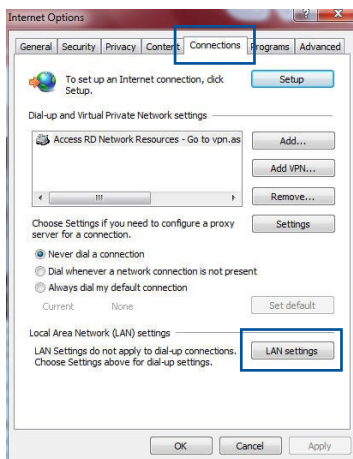 Internet Options
General Security Privacy Content Connections Programs Advanced
To set up an Internet connection, click
Setup.
Setup
Dial-up and Virtual Private Network settings
Access RD Network Resources - Go to vpn.as
Add...
Add VPN...
Remove...
Choose Settings if you need to configure a proxy
server for a connection.
Settings
Never dial a connection
Dial whenever a network connection is not present
Always dial my default connection
Current None
Set default
Local Area Network (LAN) settings
LAN Settings do not apply to dial-up connections.
Choose Settings above for dial-up settings.
LAN settings
OK Cancel Apply